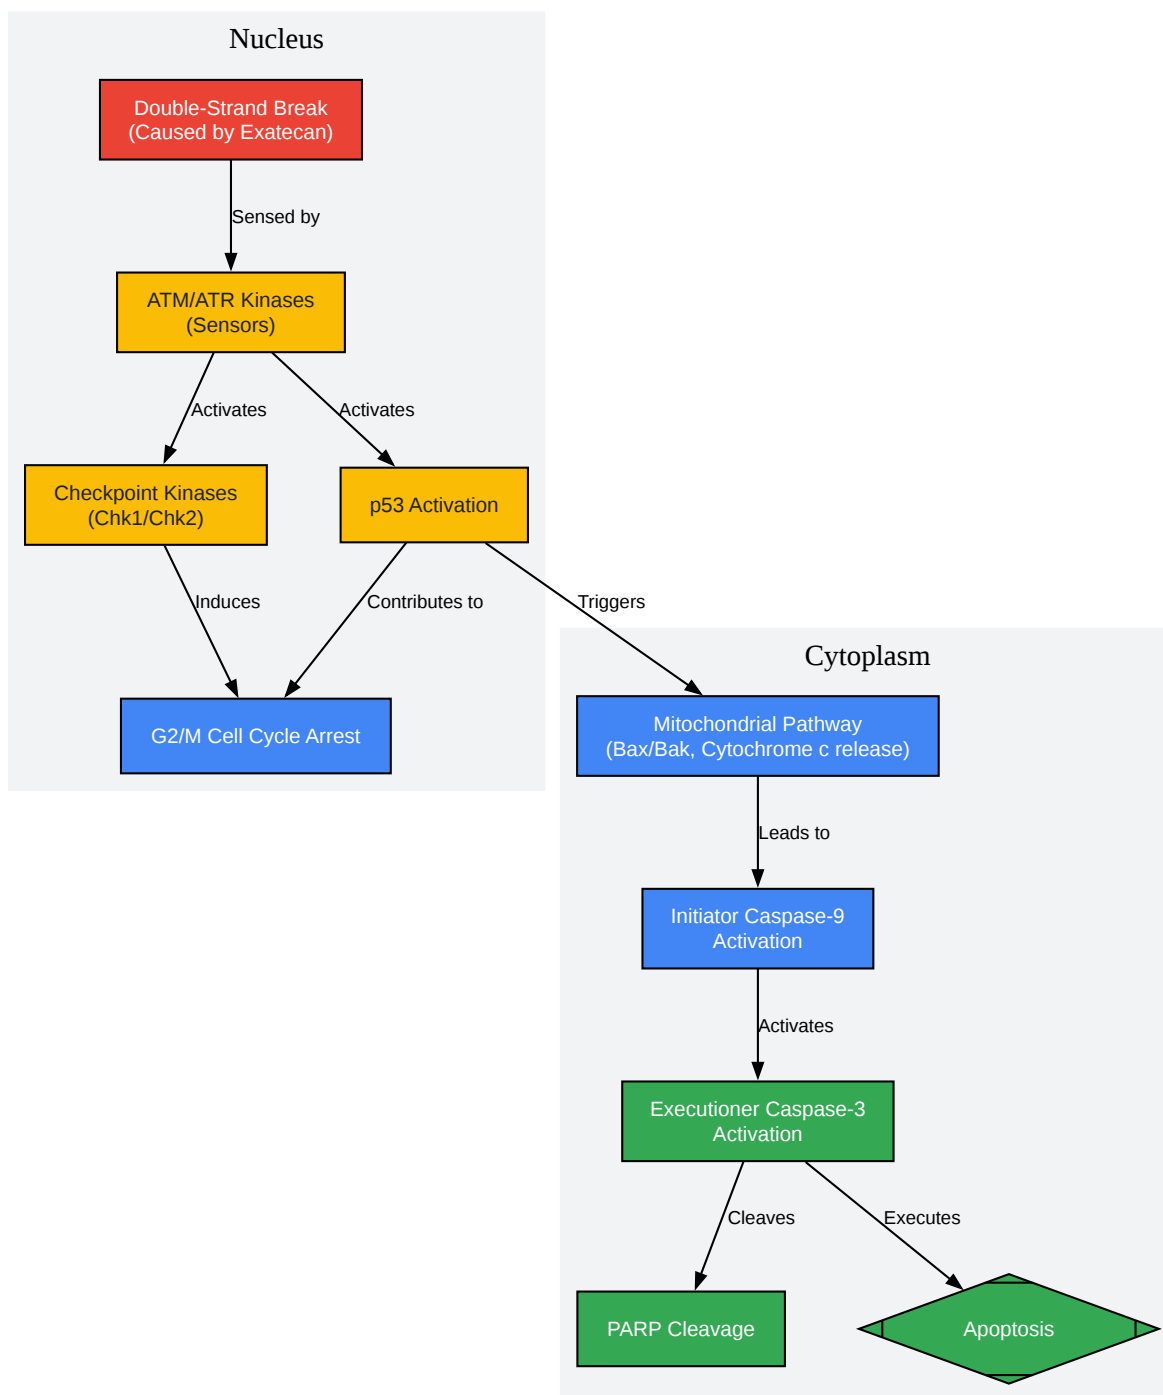 Nucleus
Double-Strand Break
(Caused by Exatecan)
Sensed by
ATM/ATR Kinases
(Sensors)
Activates
Activates
Checkpoint Kinases
(Chk1/Chk2)
p53 Activation
Induces
Contributes to
Triggers
G2/M Cell Cycle Arrest
Cytoplasm
Mitochondrial Pathway
(Bax/Bak, Cytochrome c release)
Leads to
Initiator Caspase-9
Activation
Activates
Executioner Caspase-3
Activation
Cleaves
Executes
PARP Cleavage
Apoptosis